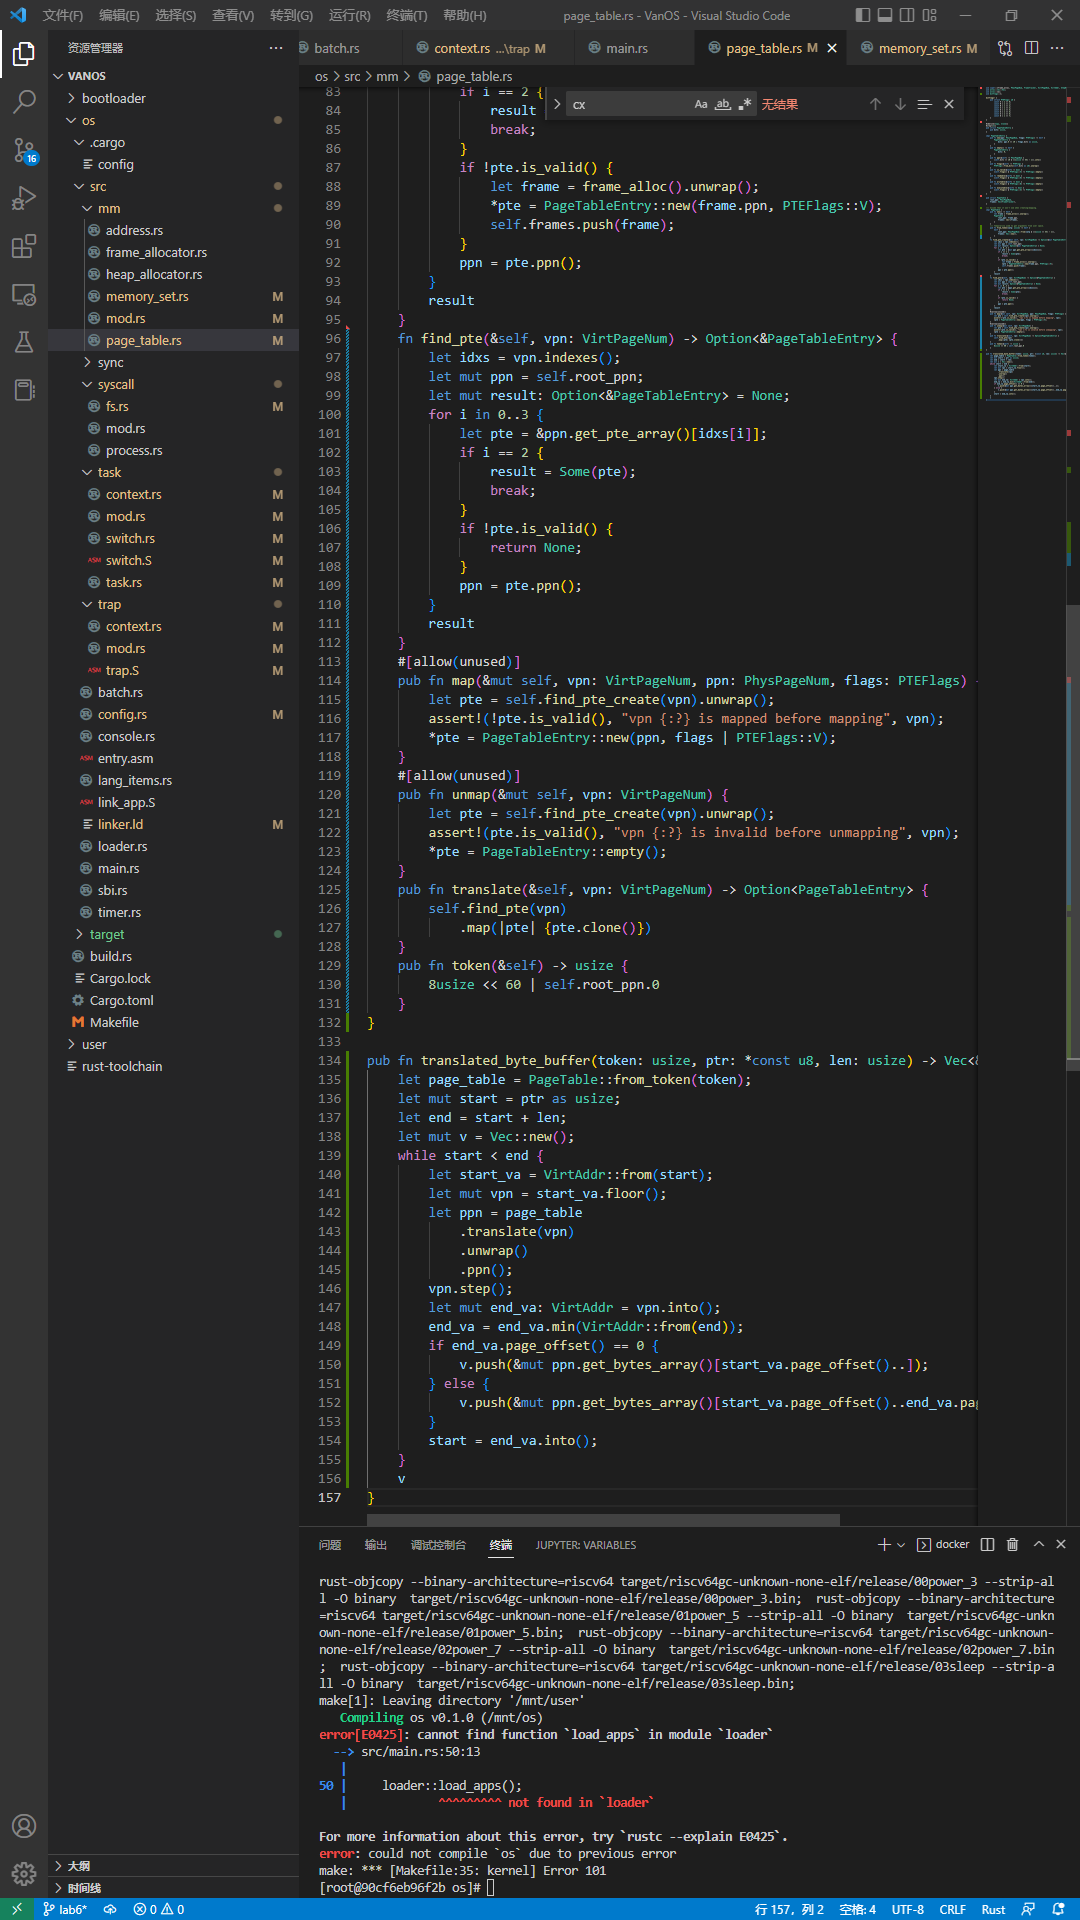 文件(F) 编辑(E) 选择(S) 查看(V) 转到(G) 运行(R) 终端(T) 帮助(H) page_table.rs - VanOS - Visual Studio Code
资源管理器 ···
batch.rs context.rs ...\trap M main.rs page_table.rs M memory_set.rs M
os > src > mm > page_table.rs
cx Aa ab 无结果
VANOS
bootloader
os
.cargo
config
src
mm
address.rs
frame_allocator.rs
heap_allocator.rs
memory_set.rs M
mod.rs M
page_table.rs M
sync
syscall
fs.rs M
mod.rs
process.rs
task
context.rs M
mod.rs M
switch.rs M
switch.S M
task.rs M
trap
context.rs M
mod.rs M
trap.S M
batch.rs
config.rs M
console.rs
entry.asm
lang_items.rs
link_app.S
linker.ld M
loader.rs
main.rs
sbi.rs
timer.rs
target
build.rs
Cargo.lock
Cargo.toml
Makefile
user
rust-toolchain
大纲
时间线
16
83 if i == 2 {
84 result
85 break;
86 }
87 if !pte.is_valid() {
88 let frame = frame_alloc().unwrap();
89 *pte = PageTableEntry::new(frame.ppn, PTEFlags::V);
90 self.frames.push(frame);
91 }
92 ppn = pte.ppn();
93 }
94 result
95 }
96 fn find_pte(&self, vpn: VirtPageNum) -> Option<&PageTableEntry> {
97 let idxs = vpn.indexes();
98 let mut ppn = self.root_ppn;
99 let mut result: Option<&PageTableEntry> = None;
100 for i in 0..3 {
101 let pte = &ppn.get_pte_array()[idxs[i]];
102 if i == 2 {
103 result = Some(pte);
104 break;
105 }
106 if !pte.is_valid() {
107 return None;
108 }
109 ppn = pte.ppn();
110 }
111 result
112 }
113 #[allow(unused)]
114 pub fn map(&mut self, vpn: VirtPageNum, ppn: PhysPageNum, flags: PTEFlags)
115 let pte = self.find_pte_create(vpn).unwrap();
116 assert!(!pte.is_valid(), "vpn {:?} is mapped before mapping", vpn);
117 *pte = PageTableEntry::new(ppn, flags | PTEFlags::V);
118 }
119 #[allow(unused)]
120 pub fn unmap(&mut self, vpn: VirtPageNum) {
121 let pte = self.find_pte_create(vpn).unwrap();
122 assert!(pte.is_valid(), "vpn {:?} is invalid before unmapping", vpn);
123 *pte = PageTableEntry::empty();
124 }
125 pub fn translate(&self, vpn: VirtPageNum) -> Option<PageTableEntry> {
126 self.find_pte(vpn)
127 .map(|pte| {pte.clone()})
128 }
129 pub fn token(&self) -> usize {
130 8usize << 60 | self.root_ppn.0
131 }
132 }
133
134 pub fn translated_byte_buffer(token: usize, ptr: *const u8, len: usize) -> Vec<&
135 let page_table = PageTable::from_token(token);
136 let mut start = ptr as usize;
137 let end = start + len;
138 let mut v = Vec::new();
139 while start < end {
140 let start_va = VirtAddr::from(start);
141 let mut vpn = start_va.floor();
142 let ppn = page_table
143 .translate(vpn)
144 .unwrap()
145 .ppn();
146 vpn.step();
147 let mut end_va: VirtAddr = vpn.into();
148 end_va = end_va.min(VirtAddr::from(end));
149 if end_va.page_offset() == 0 {
150 v.push(&mut ppn.get_bytes_array()[start_va.page_offset()..]);
151 } else {
152 v.push(&mut ppn.get_bytes_array()[start_va.page_offset()..end_va.pag
153 }
154 start = end_va.into();
155 }
156 v
157 }
问题 输出 调试控制台 终端 JUPYTER: VARIABLES docker
rust-objcopy --binary-architecture=riscv64 target/riscv64gc-unknown-none-elf/release/00power_3 --strip-al
l -O binary target/riscv64gc-unknown-none-elf/release/00power_3.bin; rust-objcopy --binary-architecture
=riscv64 target/riscv64gc-unknown-none-elf/release/01power_5 --strip-all -O binary target/riscv64gc-unkn
own-none-elf/release/01power_5.bin; rust-objcopy --binary-architecture=riscv64 target/riscv64gc-unknown-
none-elf/release/02power_7 --strip-all -O binary target/riscv64gc-unknown-none-elf/release/02power_7.bin
; rust-objcopy --binary-architecture=riscv64 target/riscv64gc-unknown-none-elf/release/03sleep --strip-a
ll -O binary target/riscv64gc-unknown-none-elf/release/03sleep.bin;
make[1]: Leaving directory '/mnt/user'
Compiling os v0.1.0 (/mnt/os)
error[E0425]: cannot find function `load_apps` in module `loader`
--> src/main.rs:50:13
|
50 | loader::load_apps();
| ^^^^^^^^^ not found in `loader`
For more information about this error, try `rustc --explain E0425`.
error: could not compile `os` due to previous error
make: *** [Makefile:35: kernel] Error 101
[root@90cf6eb96f2b os]#
lab6* 0 0 行 157，列 2 空格: 4 UTF-8 CRLF Rust